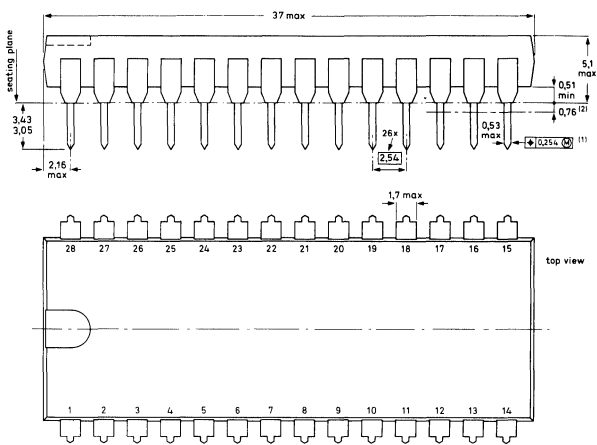 37 max
seating plane
5,1
max
0,51
min
0,76 (2)
3,43
3,05
0,53
max
26x
2,54
⌖ 0,254 Ⓜ (1)
2,16
max
1,7 max
28 27 26 25 24 23 22 21 20 19 18 17 16 15
top view
1 2 3 4 5 6 7 8 9 10 11 12 13 14